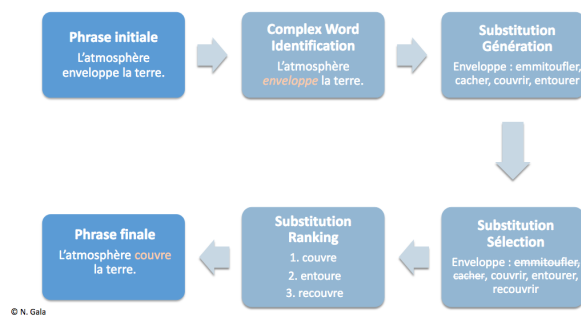 Phrase initiale
L'atmosphère
enveloppe la terre.
Complex Word
Identification
L'atmosphère
enveloppe la terre.
Substitution
Génération
Enveloppe : emmitoufler,
cacher, couvrir, entourer
Substitution
Sélection
Enveloppe : emmitoufler,
cacher, couvrir, entourer,
recouvrir
Substitution
Ranking
1. couvre
2. entoure
3. recouvre
Phrase finale
L'atmosphère couvre
la terre.
© N. Gala